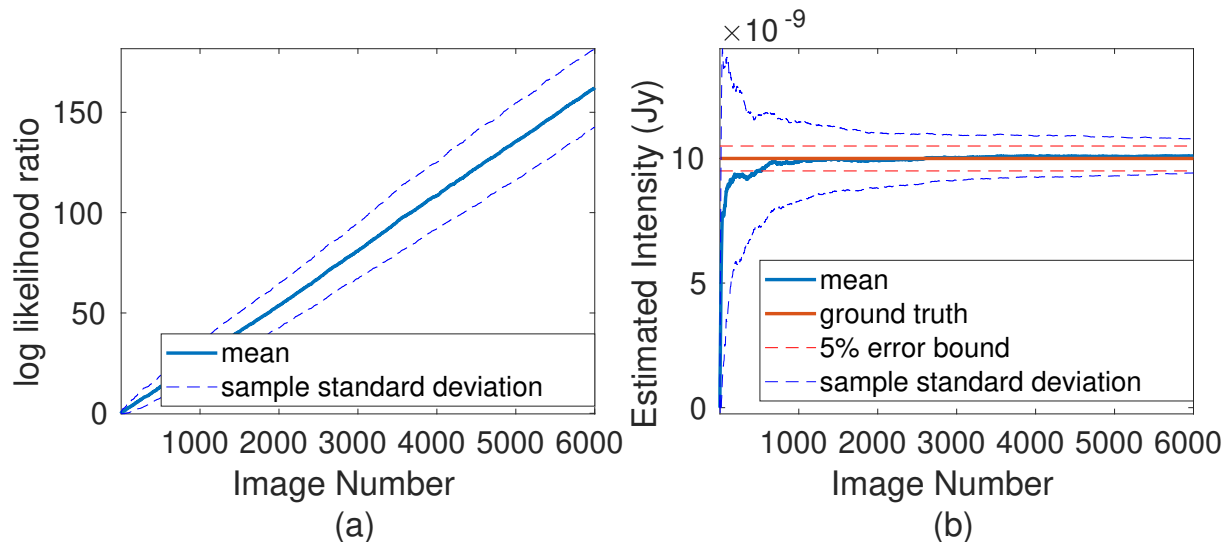 150
100
50
0
1000 2000 3000 4000 5000 6000
log likelihood ratio
Image Number
mean
sample standard deviation
(a)
×10 -9
10
5
0
1000 2000 3000 4000 5000 6000
Estimated Intensity (Jy)
Image Number
mean
ground truth
5% error bound
sample standard deviation
(b)